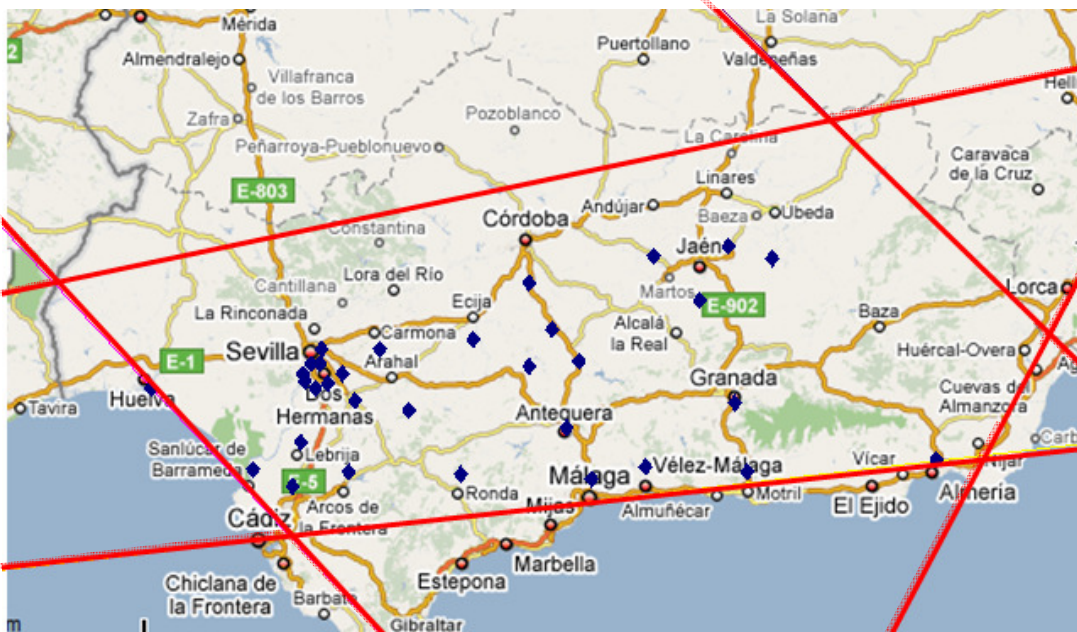 La Solana
Mérida
Puertollano
Valdepeñas
Almendralejo
2
Villafranca
de los Barros
Zafra
Pozoblanco
Peñarroya-Pueblonuevo
La Carolina
Caravaca
de la Cruz
E-803
Linares
Andújar
Baeza
Úbeda
Córdoba
Constantina
Jaén
Lora del Río
Cantillana
Martos
Lorca
Ecija
E-902
La Rinconada
Carmona
Alcalá
la Real
Baza
Sevilla
E-1
Arahal
Huércal-Overa
Granada
Huelva
Dos
Hermanas
Cuevas del
Almanzora
Tavira
Antequera
Sanlúcar de
Barrameda
Lebrija
Vícar
Níjar
E-5
Málaga
Vélez-Málaga
Ronda
Motril
Almería
Arcos de
la Frontera
Mijas
Almuñécar
El Ejido
Cádiz
Marbella
Chiclana de
la Frontera
Estepona
Gibraltar
m